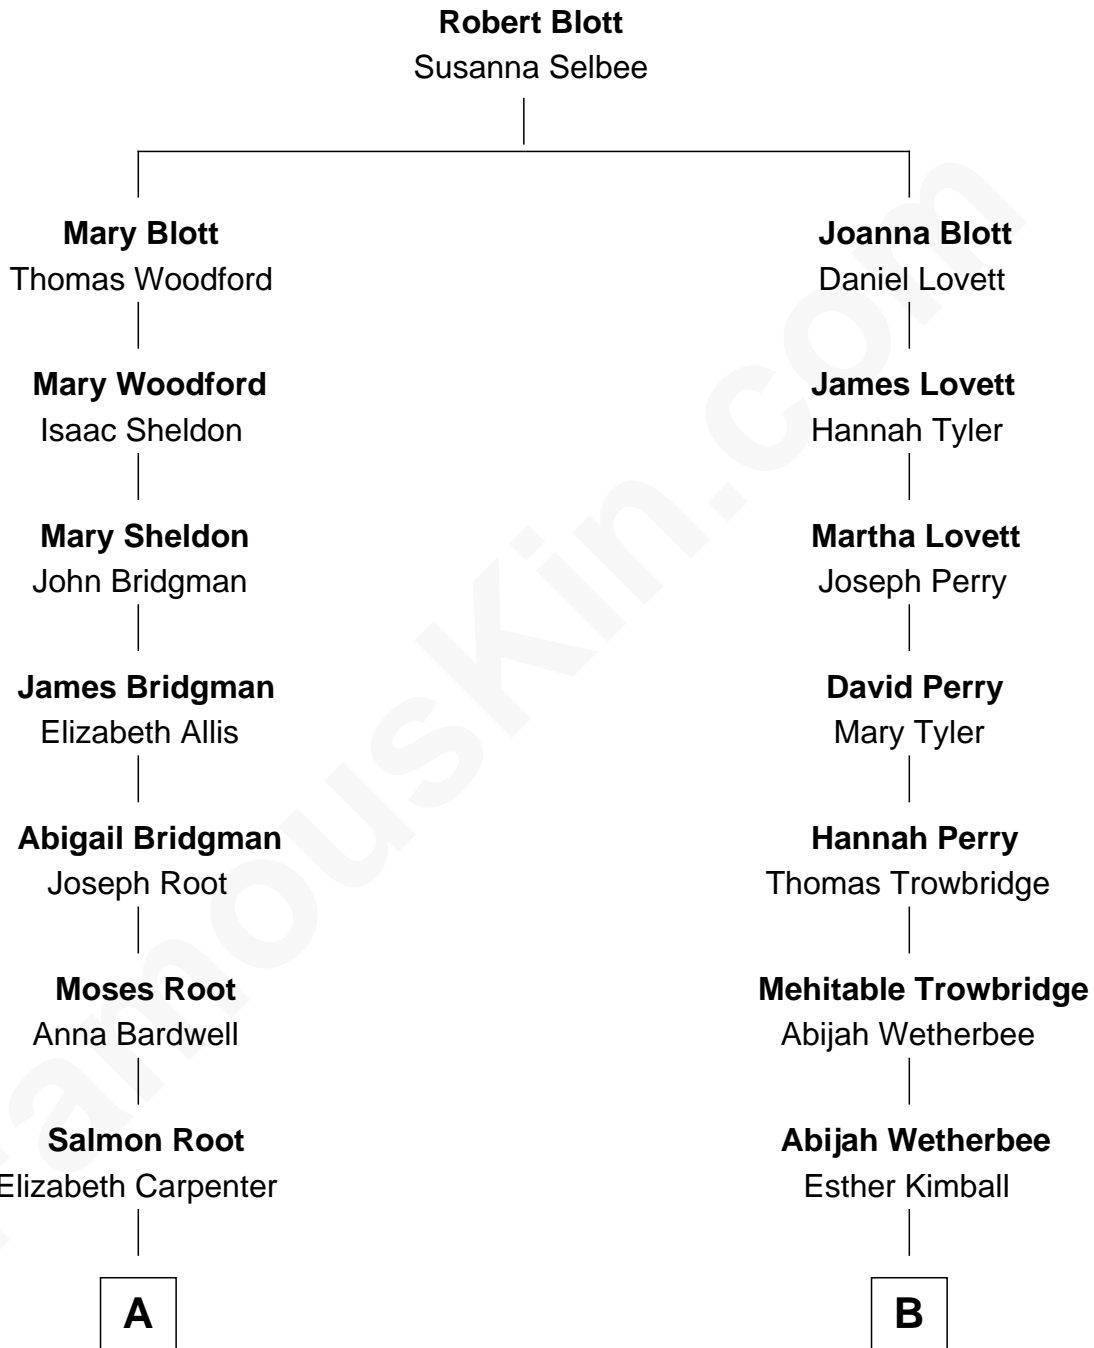 Robert Blott
Susanna Selbee
Mary Blott
Thomas Woodford
Joanna Blott
Daniel Lovett
Mary Woodford
Isaac Sheldon
James Lovett
Hannah Tyler
Mary Sheldon
John Bridgman
Martha Lovett
Joseph Perry
James Bridgman
Elizabeth Allis
David Perry
Mary Tyler
Abigail Bridgman
Joseph Root
Hannah Perry
Thomas Trowbridge
Moses Root
Anna Bardwell
Mehitable Trowbridge
Abijah Wetherbee
Salmon Root
Elizabeth Carpenter
Abijah Wetherbee
Esther Kimball
A
B
FamousKin.com